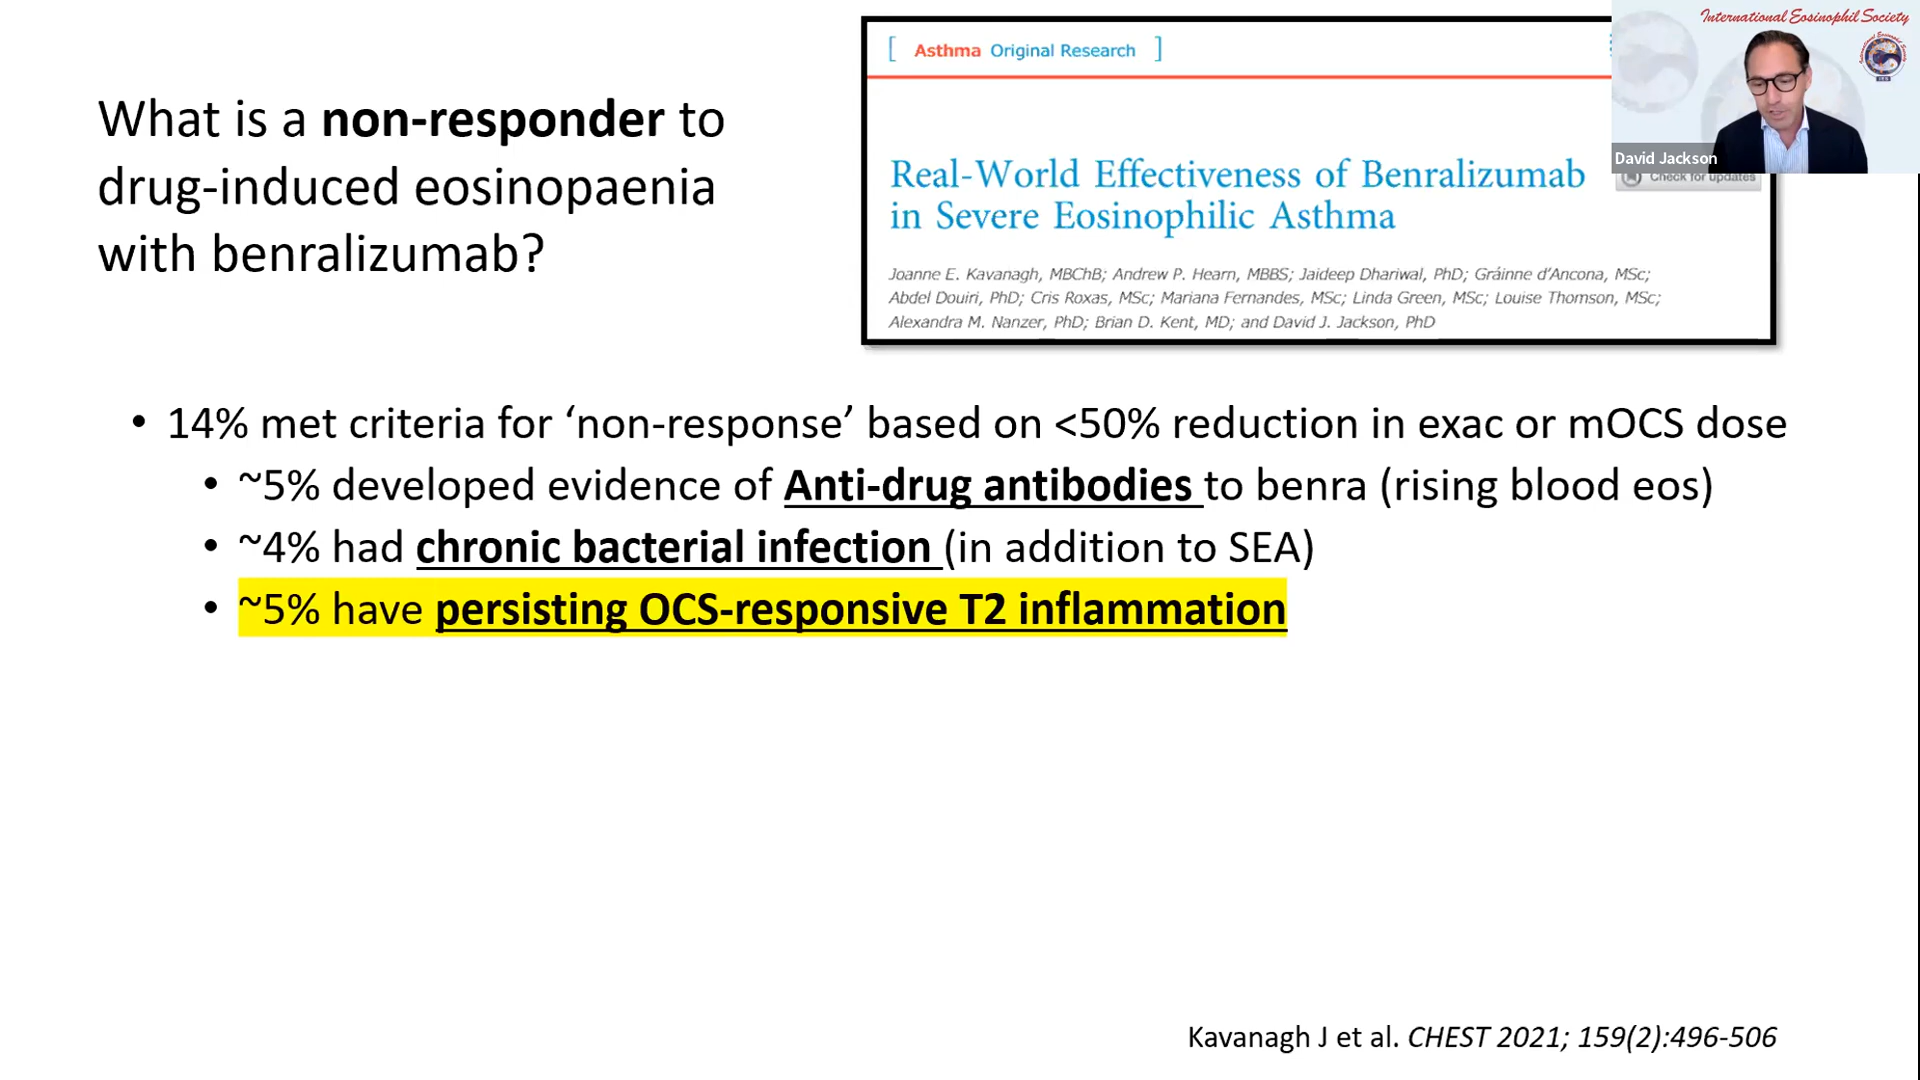 International Eosinophil Society
David Jackson
[ Asthma Original Research ]
Check for updates
Real-World Effectiveness of Benralizumab
in Severe Eosinophilic Asthma
Joanne E. Kavanagh, MBChB; Andrew P. Hearn, MBBS; Jaideep Dhariwal, PhD; Gráinne d'Ancona, MSc;
Abdel Douiri, PhD; Cris Roxas, MSc; Mariana Fernandes, MSc; Linda Green, MSc; Louise Thomson, MSc;
Alexandra M. Nanzer, PhD; Brian D. Kent, MD; and David J. Jackson, PhD
What is a non-responder to
drug-induced eosinopaenia
with benralizumab?
• 14% met criteria for ‘non-response’ based on <50% reduction in exac or mOCS dose
• ~5% developed evidence of Anti-drug antibodies to benra (rising blood eos)
• ~4% had chronic bacterial infection (in addition to SEA)
• ~5% have persisting OCS-responsive T2 inflammation
Kavanagh J et al. CHEST 2021; 159(2):496-506